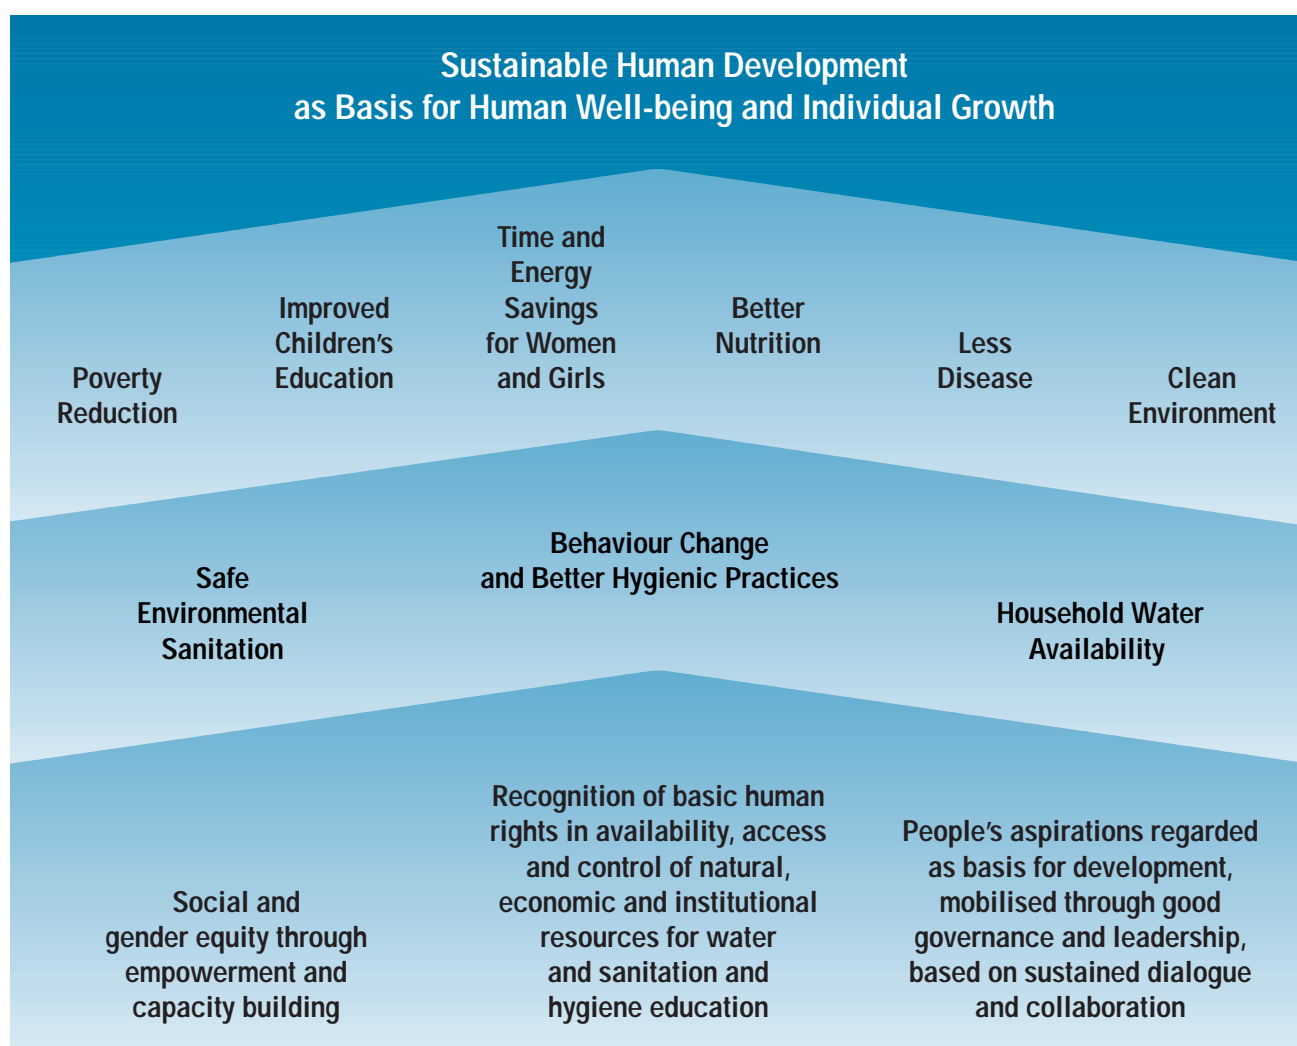 Sustainable Human Development
as Basis for Human Well-being and Individual Growth
Poverty
Reduction
Improved
Children's
Education
Time and
Energy
Savings
for Women
and Girls
Better
Nutrition
Less
Disease
Clean
Environment
Safe
Environmental
Sanitation
Behaviour Change
and Better Hygienic Practices
Household Water
Availability
Social and
gender equity through
empowerment and
capacity building
Recognition of basic human
rights in availability, access
and control of natural,
economic and institutional
resources for water
and sanitation and
hygiene education
People's aspirations regarded
as basis for development,
mobilised through good
governance and leadership,
based on sustained dialogue
and collaboration